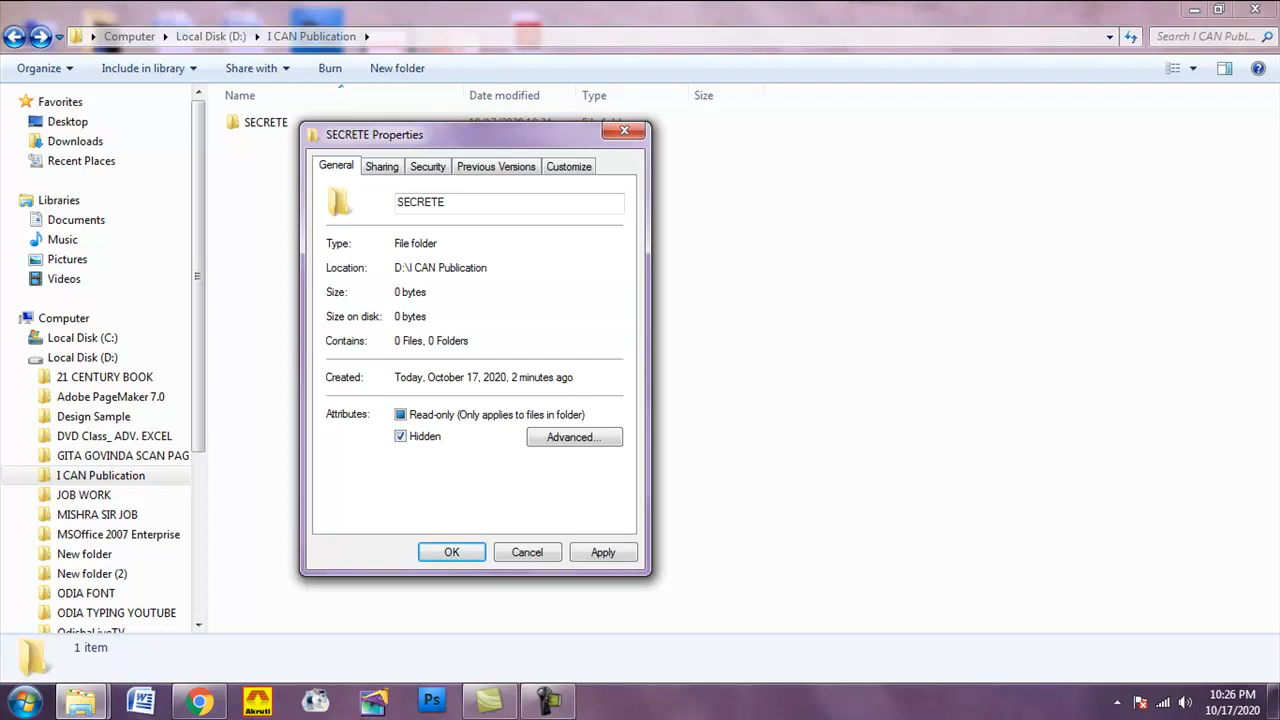 Computer Local Disk (D:) I CAN Publication Search I CAN Publ...
Organize Include in library Share with Burn New folder
Name Date modified Type Size
Favorites
Desktop
Downloads
Recent Places
Libraries
Documents
Music
Pictures
Videos
Computer
Local Disk (C:)
Local Disk (D:)
21 CENTURY BOOK
Adobe PageMaker 7.0
Design Sample
DVD Class_ ADV. EXCEL
GITA GOVINDA SCAN PAG
I CAN Publication
JOB WORK
MISHRA SIR JOB
MSOffice 2007 Enterprise
New folder
New folder (2)
ODIA FONT
ODIA TYPING YOUTUBE
OdishaLiveTV
SECRETE
SECRETE Properties
General Sharing Security Previous Versions Customize
SECRETE
Type: File folder
Location: D:\I CAN Publication
Size: 0 bytes
Size on disk: 0 bytes
Contains: 0 Files, 0 Folders
Created: Today, October 17, 2020, 2 minutes ago
Attributes: Read-only (Only applies to files in folder)
Hidden Advanced...
OK Cancel Apply
1 item
Akruti Ps
10:26 PM
10/17/2020